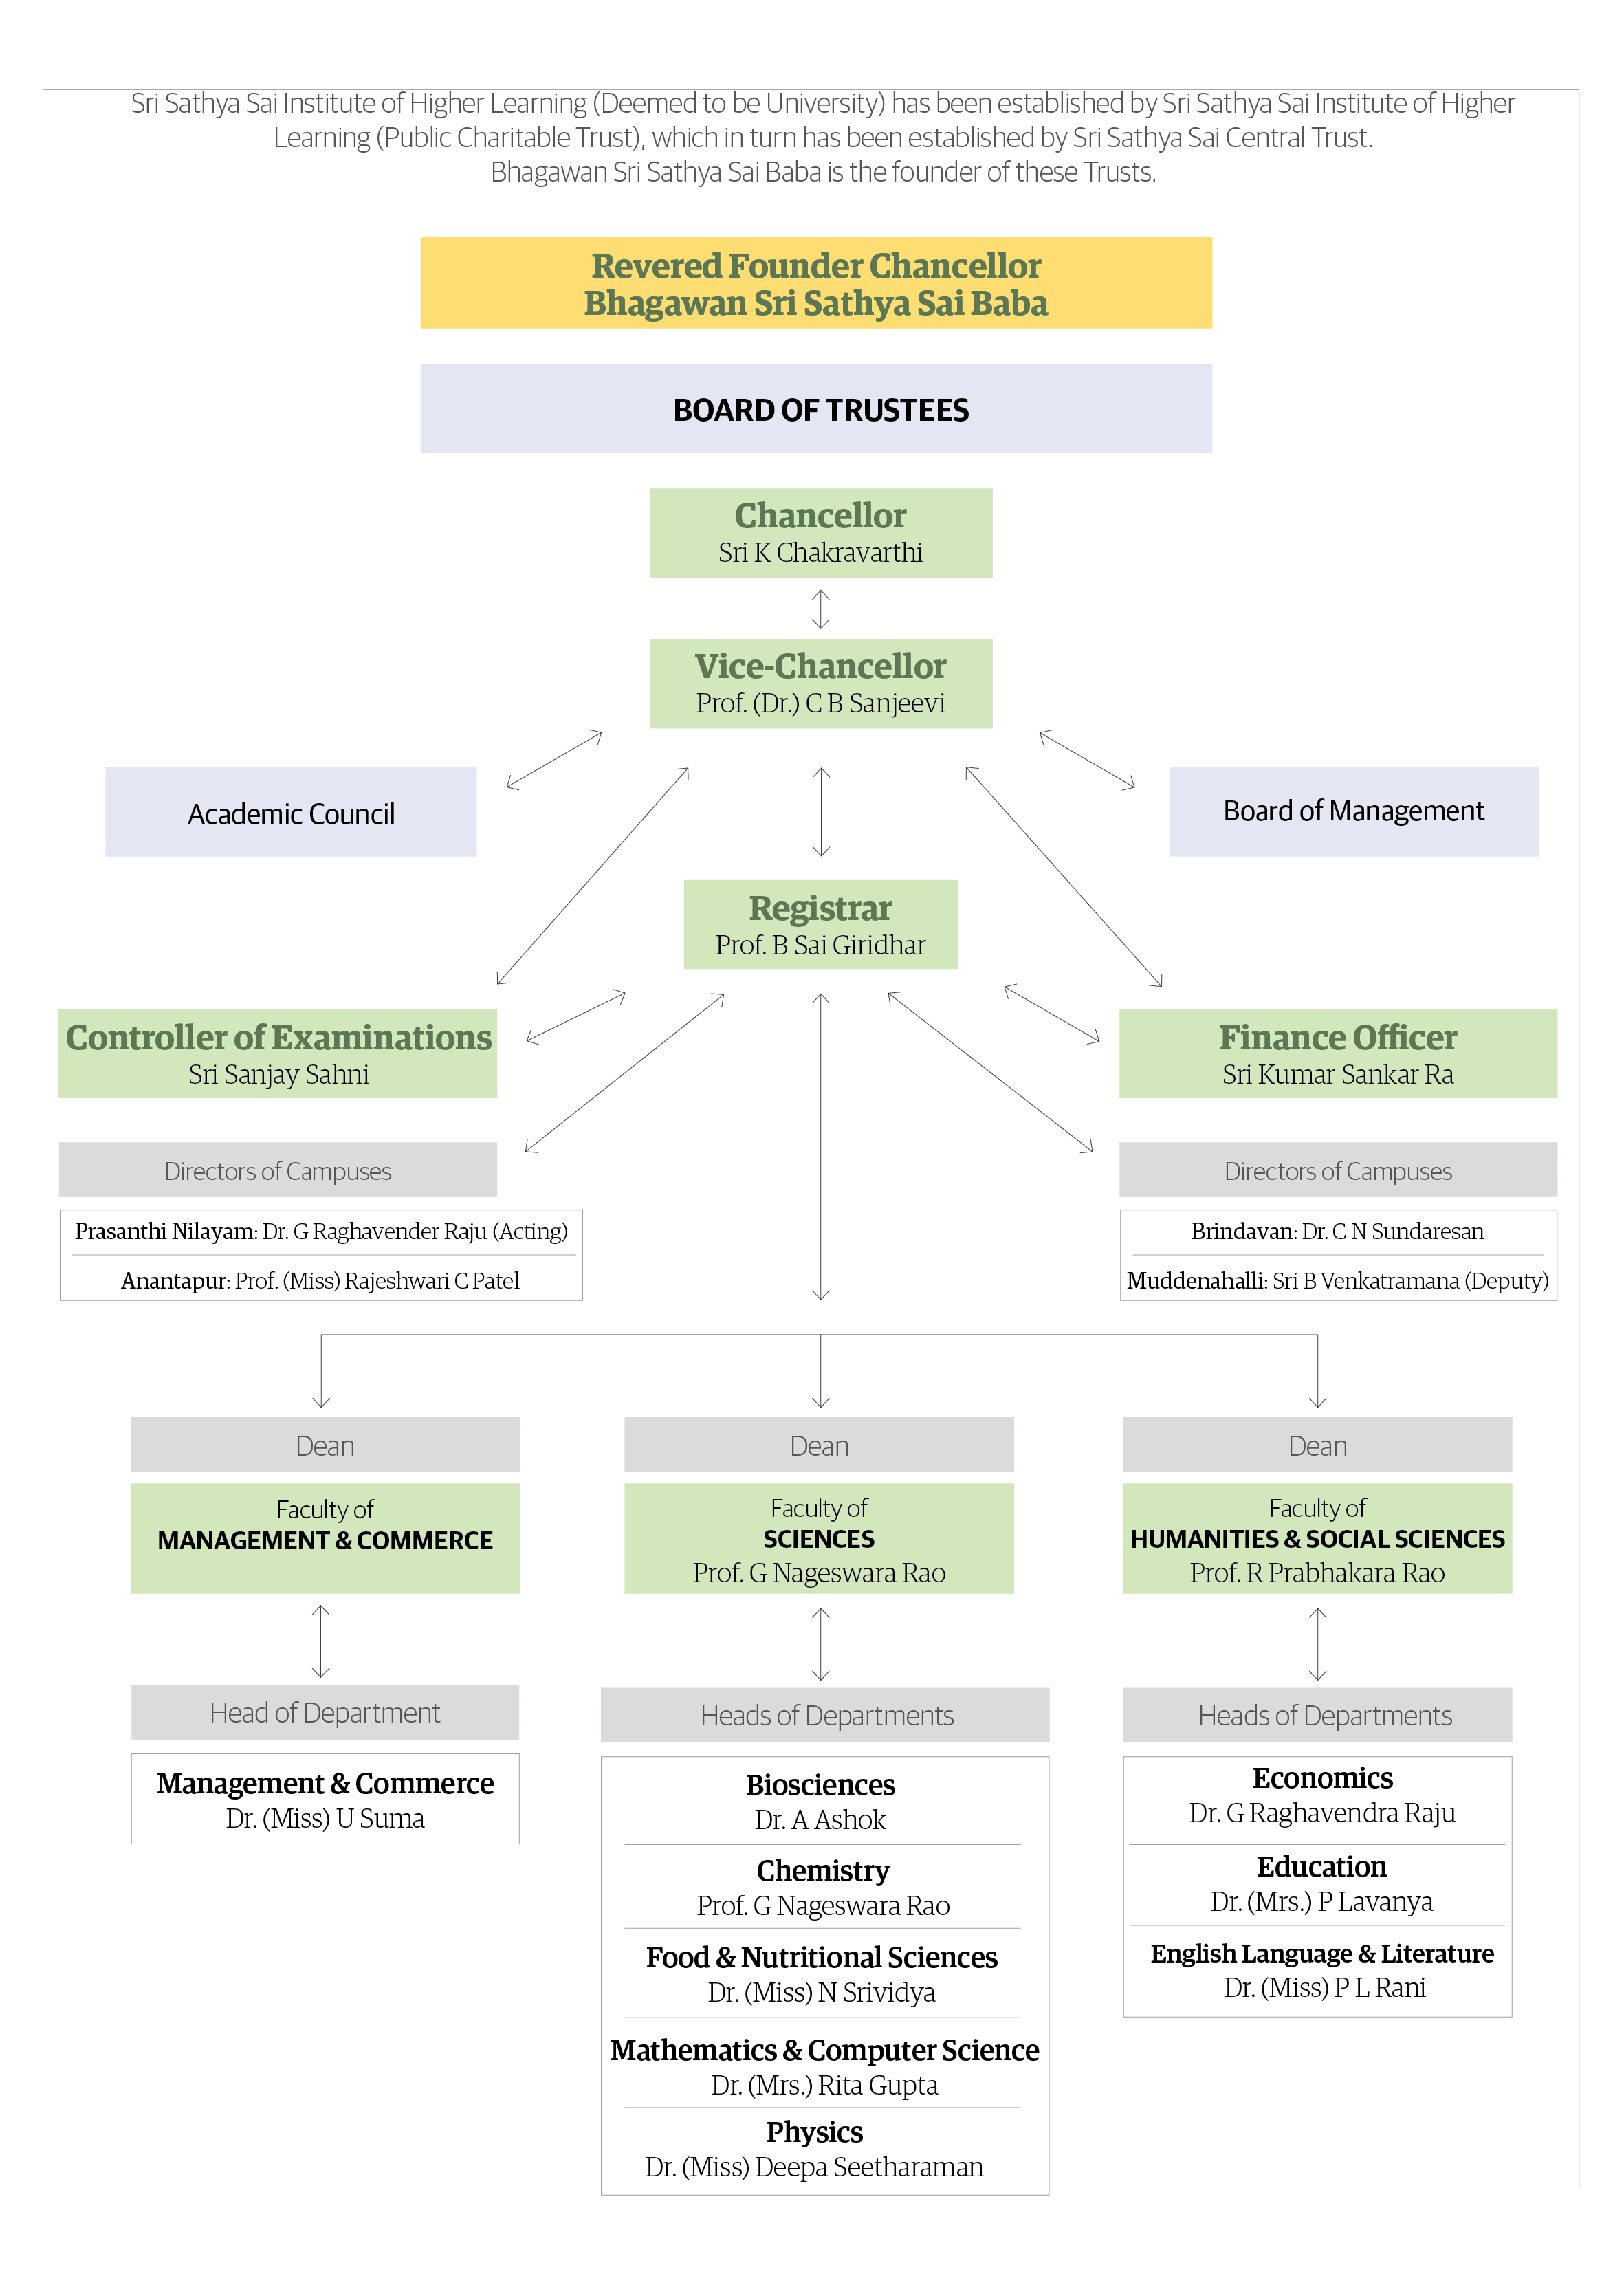 Sri Sathya Sai Institute of Higher Learning (Deemed to be University) has been established by Sri Sathya Sai Institute of Higher
Learning (Public Charitable Trust), which in turn has been established by Sri Sathya Sai Central Trust.
Bhagawan Sri Sathya Sai Baba is the founder of these Trusts.
Revered Founder Chancellor
Bhagawan Sri Sathya Sai Baba
BOARD OF TRUSTEES
Chancellor
Sri K Chakravarthi
Vice-Chancellor
Prof. (Dr.) C B Sanjeevi
Academic Council
Board of Management
Registrar
Prof. B Sai Giridhar
Controller of Examinations
Sri Sanjay Sahni
Finance Officer
Sri Kumar Sankar Ra
Directors of Campuses
Prasanthi Nilayam: Dr. G Raghavender Raju (Acting)
Anantapur: Prof. (Miss) Rajeshwari C Patel
Directors of Campuses
Brindavan: Dr. C N Sundaresan
Muddenahalli: Sri B Venkatramana (Deputy)
Dean
Faculty of
MANAGEMENT & COMMERCE
Head of Department
Management & Commerce
Dr. (Miss) U Suma
Dean
Faculty of
SCIENCES
Prof. G Nageswara Rao
Heads of Departments
Biosciences
Dr. A Ashok
Chemistry
Prof. G Nageswara Rao
Food & Nutritional Sciences
Dr. (Miss) N Srividya
Mathematics & Computer Science
Dr. (Mrs.) Rita Gupta
Physics
Dr. (Miss) Deepa Seetharaman
Dean
Faculty of
HUMANITIES & SOCIAL SCIENCES
Prof. R Prabhakara Rao
Heads of Departments
Economics
Dr. G Raghavendra Raju
Education
Dr. (Mrs.) P Lavanya
English Language & Literature
Dr. (Miss) P L Rani